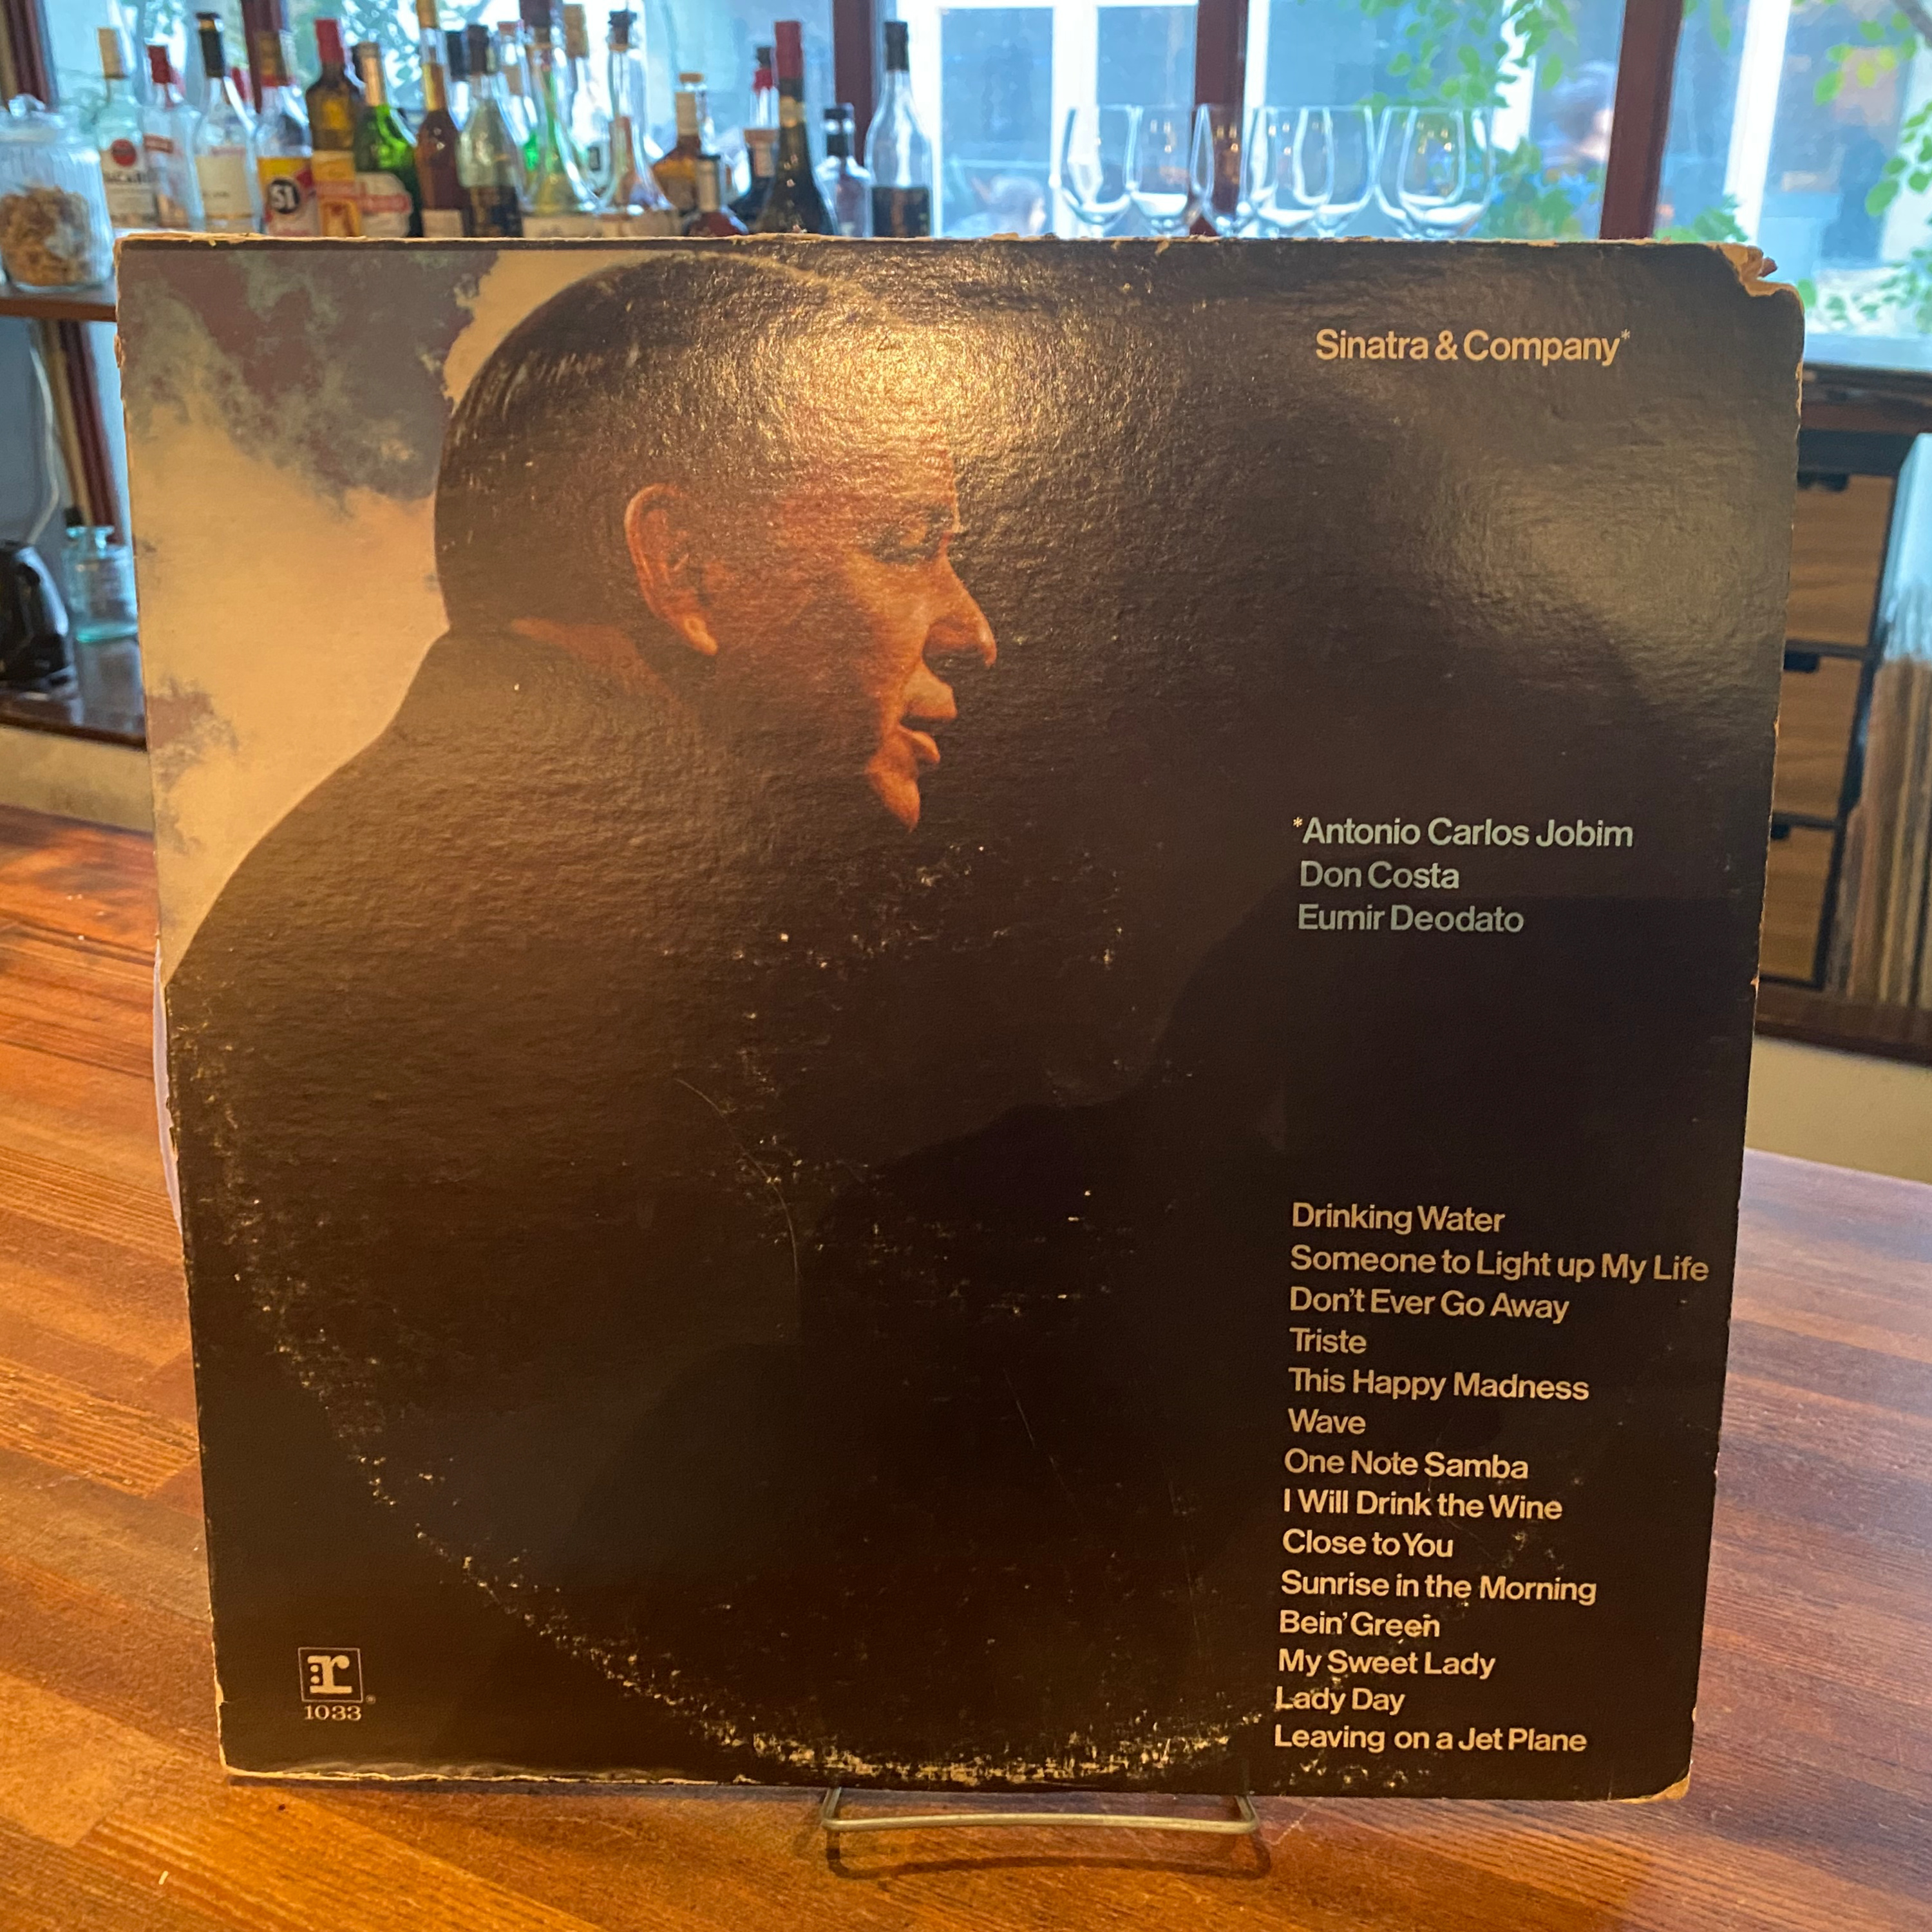 51
Sinatra & Company*
*Antonio Carlos Jobim
Don Costa
Eumir Deodato
Drinking Water
Someone to Light up My Life
Don't Ever Go Away
Triste
This Happy Madness
Wave
One Note Samba
I Will Drink the Wine
Close to You
Sunrise in the Morning
Bein' Green
My Sweet Lady
Lady Day
Leaving on a Jet Plane
r
®
1033